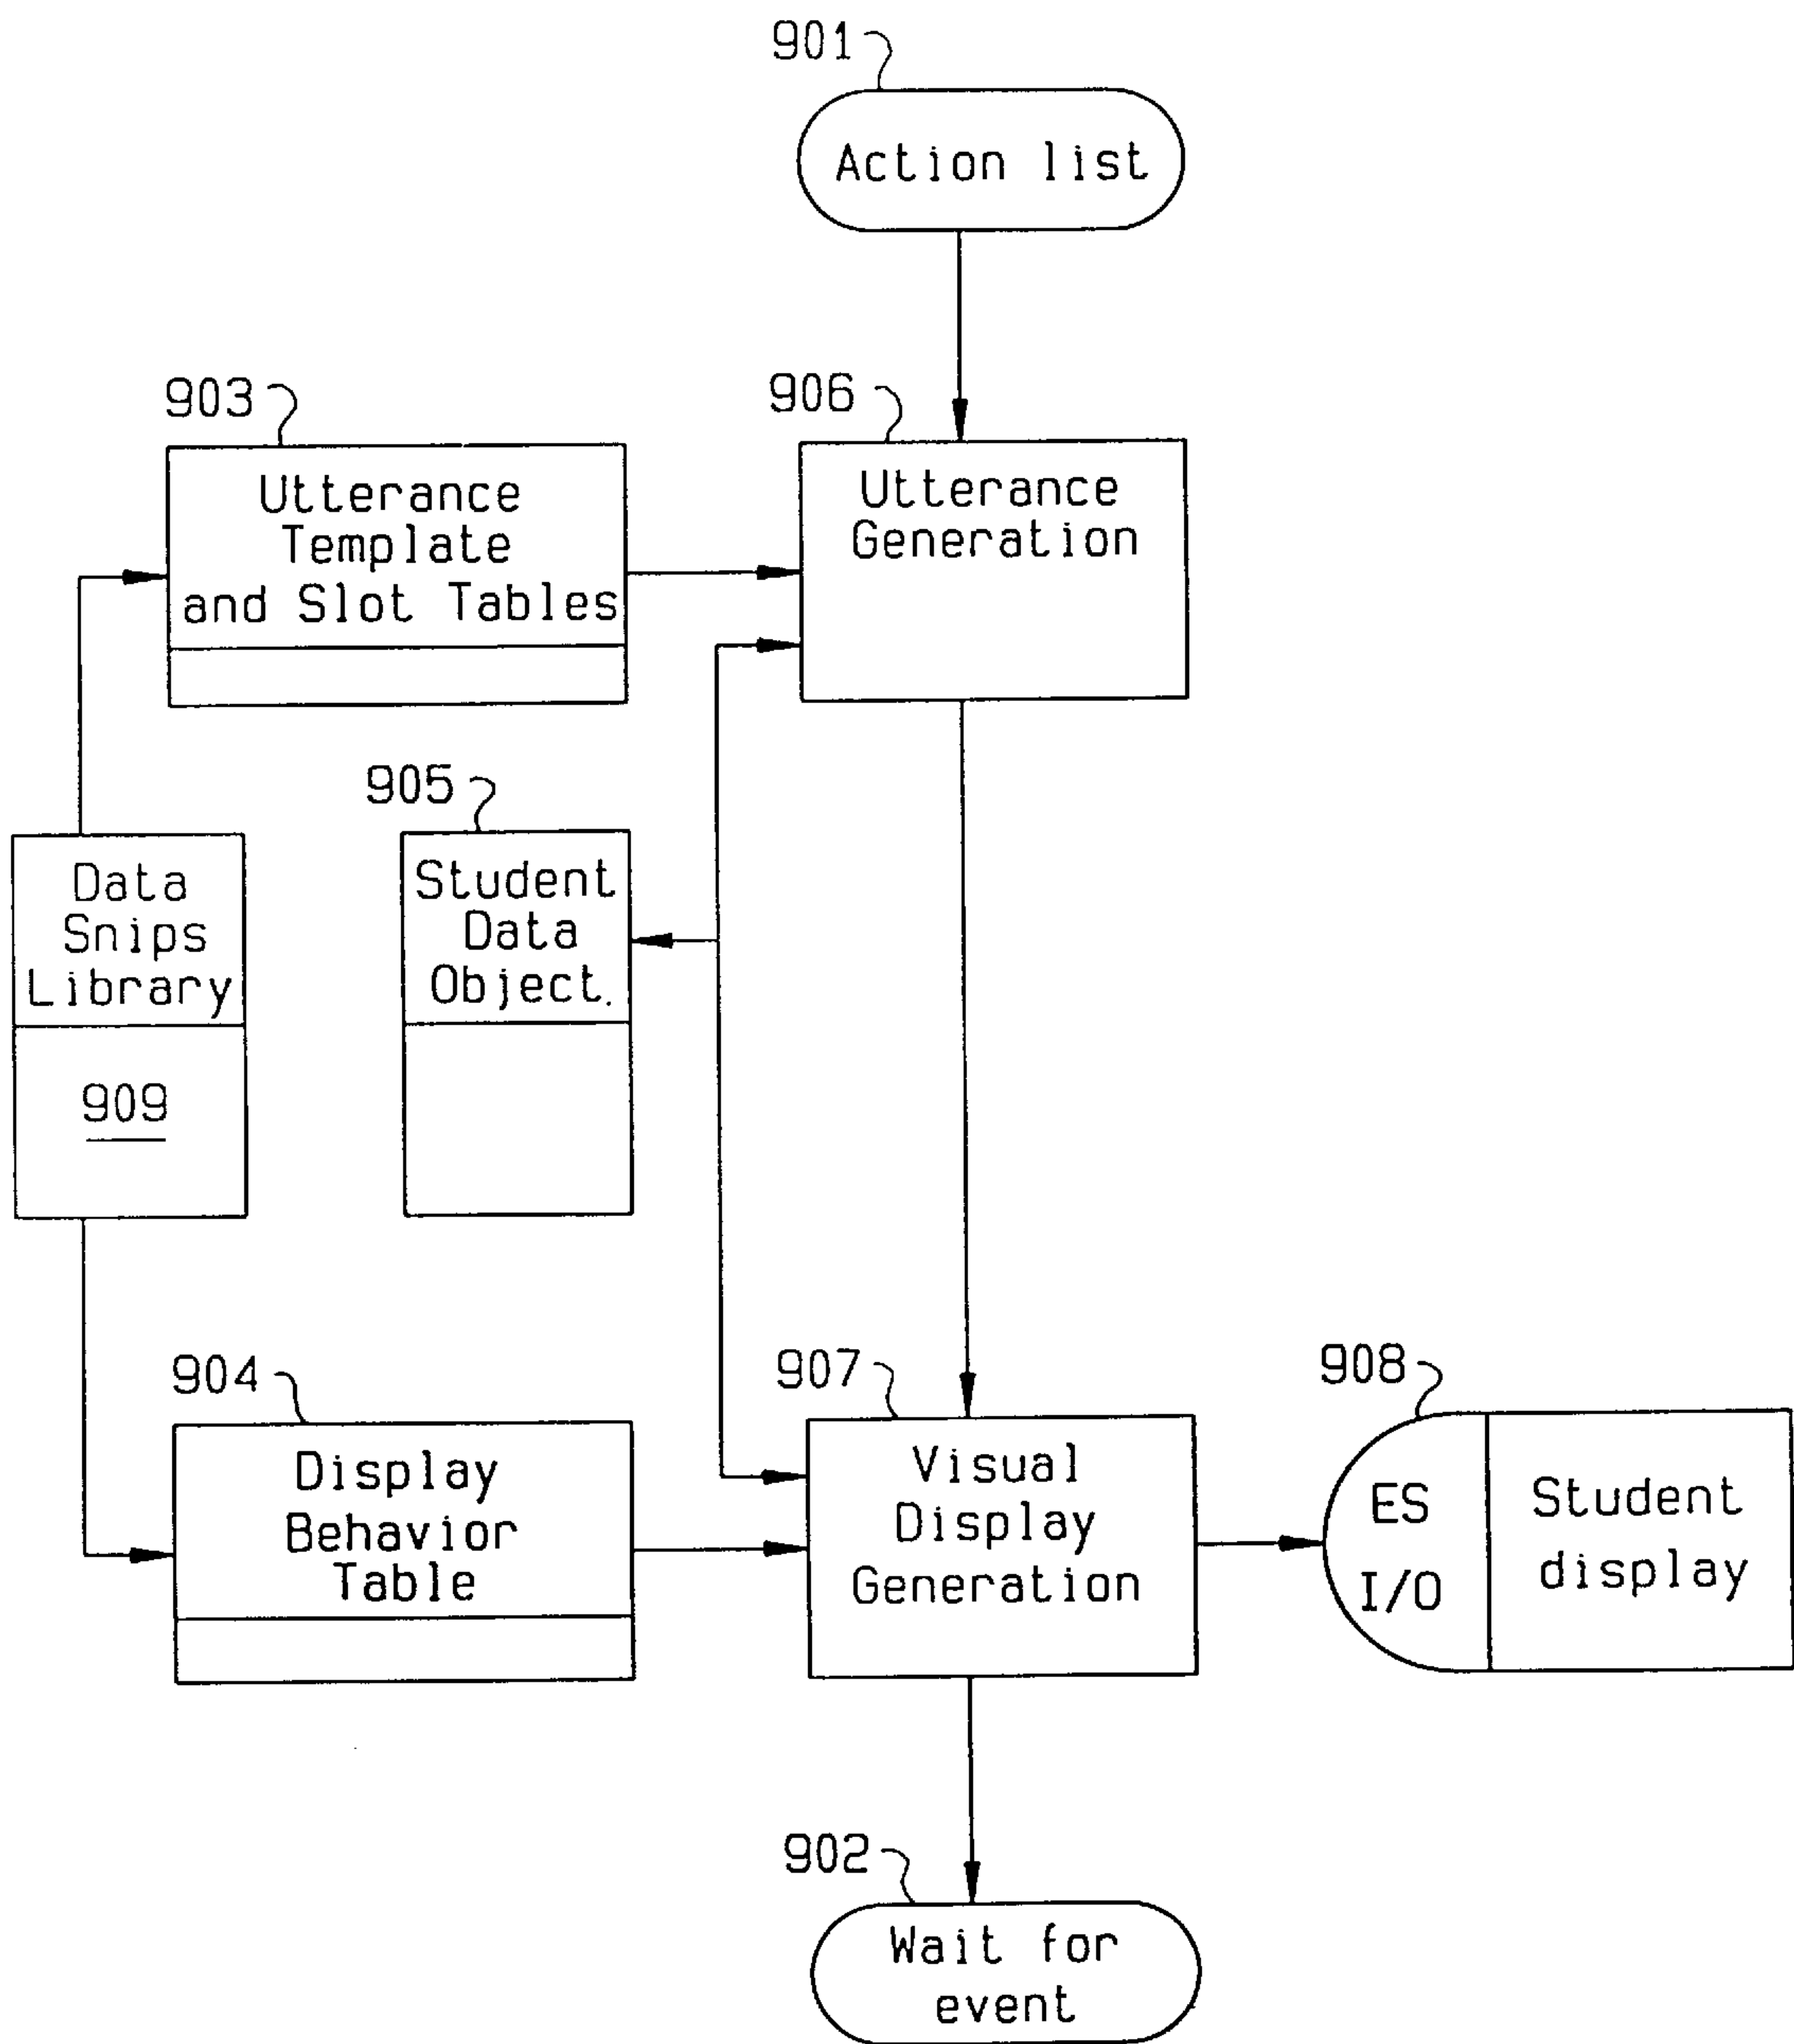 901
Action list
903
Utterance
Template
and Slot Tables
906
Utterance
Generation
Data
Snips
Library
909
905
Student
Data
Object.
904
Display
Behavior
Table
907
Visual
Display
Generation
908
ES
I/O
Student
display
902
Wait for
event